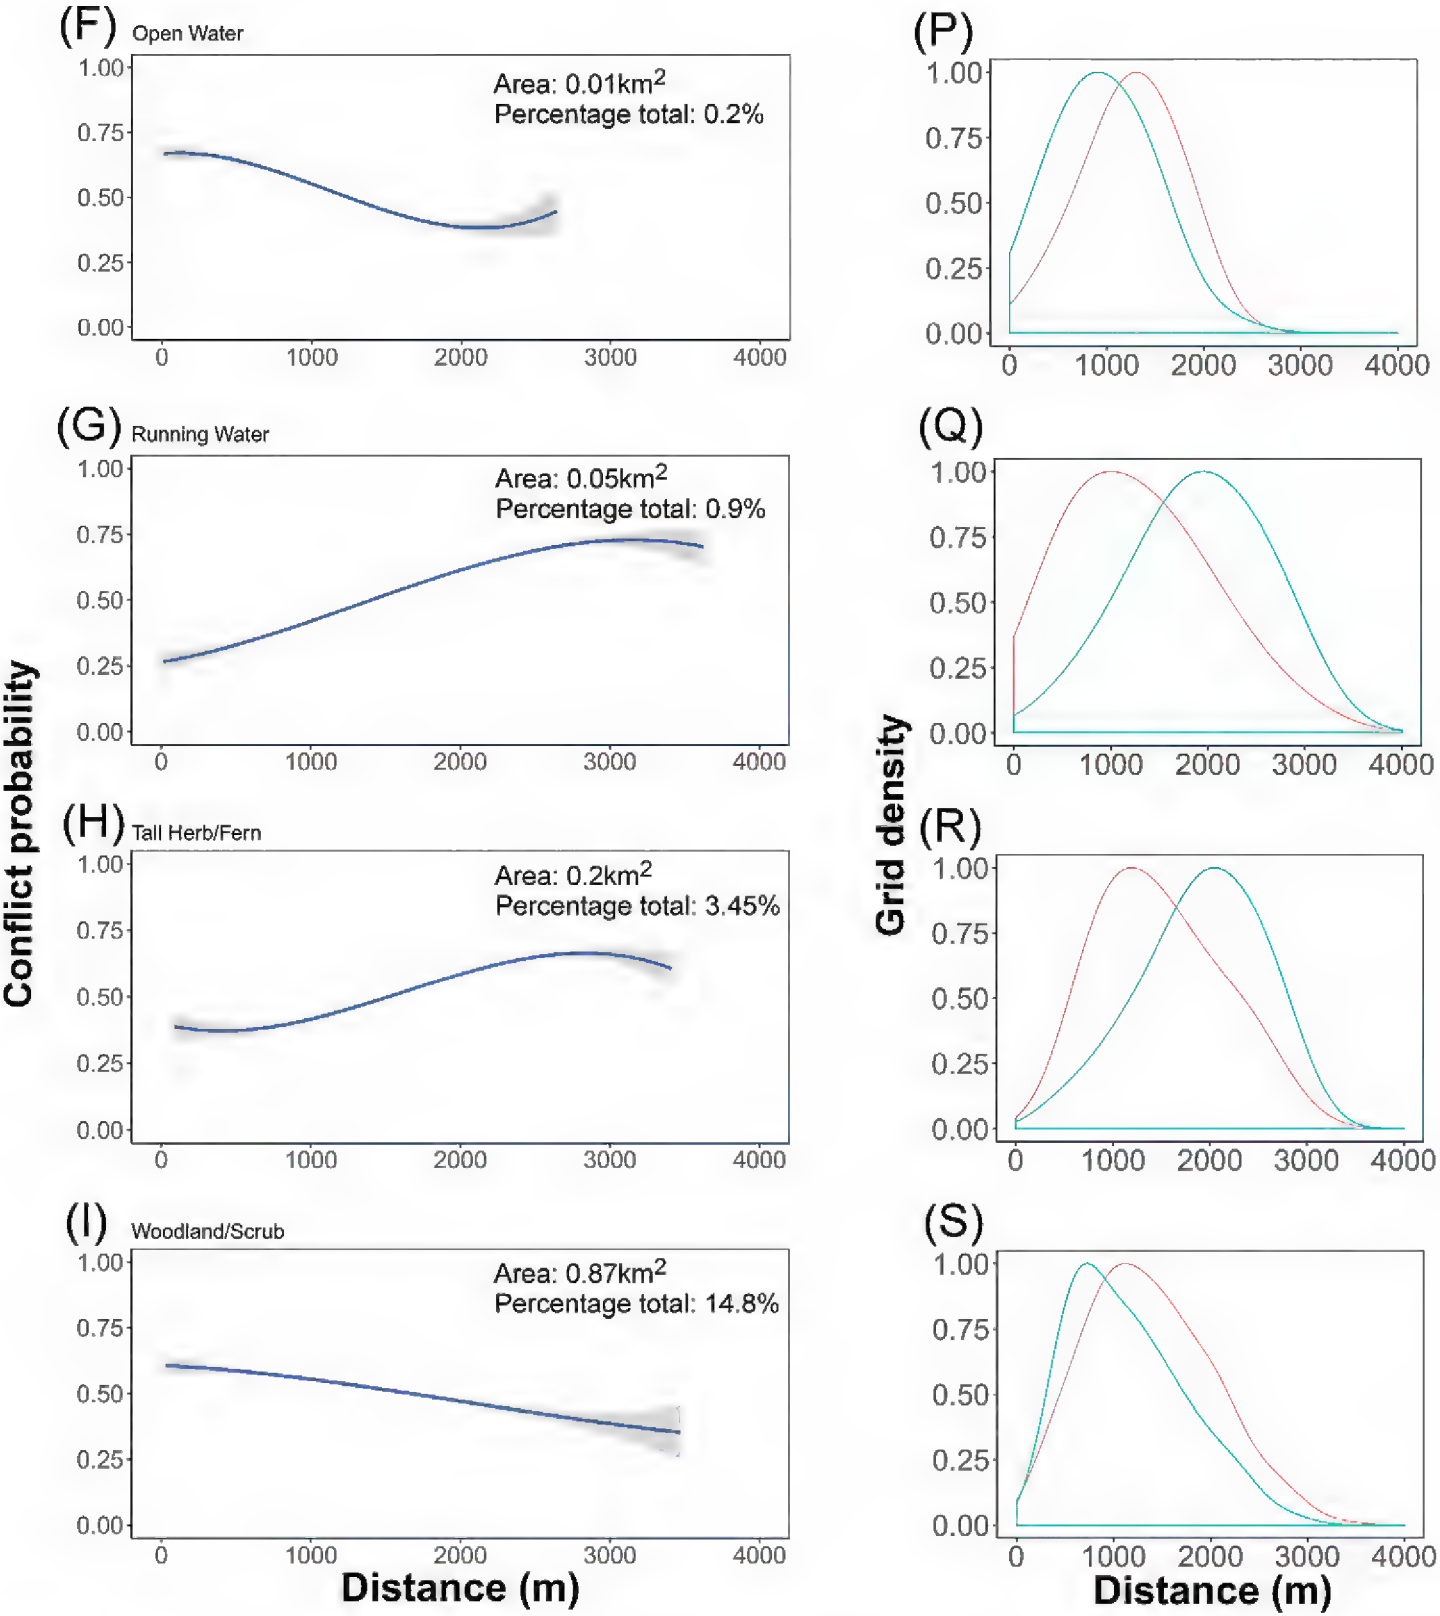 (F) Open Water
Area: 0.01km2
Percentage total: 0.2%
1.00
0.75
0.50
0.25
0.00
0 1000 2000 3000 4000
(P)
1.00
0.75
0.50
0.25
0.00
0 1000 2000 3000 4000
(G) Running Water
Area: 0.05km2
Percentage total: 0.9%
1.00
0.75
0.50
0.25
0.00
0 1000 2000 3000 4000
(Q)
1.00
0.75
0.50
0.25
0.00
0 1000 2000 3000 4000
Conflict probability
Grid density
(H) Tall Herb/Fern
Area: 0.2km2
Percentage total: 3.45%
1.00
0.75
0.50
0.25
0.00
0 1000 2000 3000 4000
(R)
1.00
0.75
0.50
0.25
0.00
0 1000 2000 3000 4000
(I) Woodland/Scrub
Area: 0.87km2
Percentage total: 14.8%
1.00
0.75
0.50
0.25
0.00
0 1000 2000 3000 4000
Distance (m)
(S)
1.00
0.75
0.50
0.25
0.00
0 1000 2000 3000 4000
Distance (m)